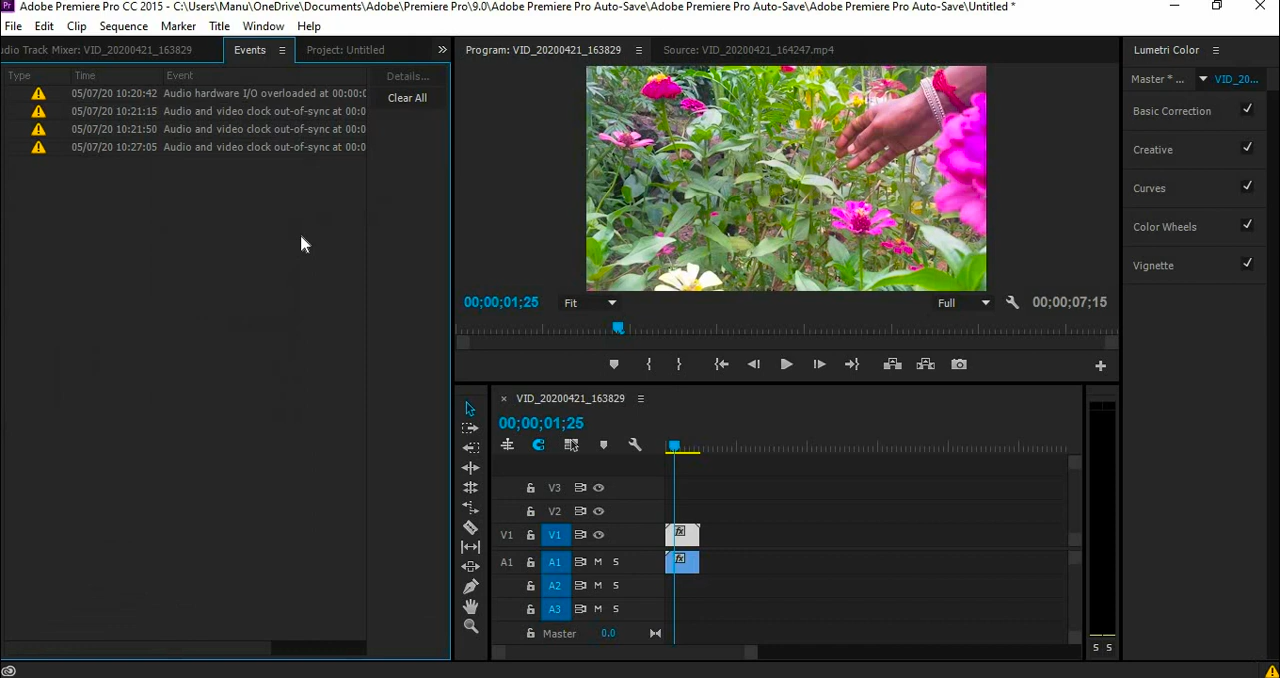 Pr Adobe Premiere Pro CC 2015 - C:\Users\Manu\OneDrive\Documents\Adobe\Premiere Pro\9.0\Adobe Premiere Pro Auto-Save\Adobe Premiere Pro Auto-Save\Adobe Premiere Pro Auto-Save\Untitled *
File Edit Clip Sequence Marker Title Window Help
udio Track Mixer: VID_20200421_163829 Events Project: Untitled
Type Time Event Details...
05/07/20 10:20:42 Audio hardware I/O overloaded at 00:00:0
Clear All
05/07/20 10:21:15 Audio and video clock out-of-sync at 00:0
05/07/20 10:21:50 Audio and video clock out-of-sync at 00:0
05/07/20 10:27:05 Audio and video clock out-of-sync at 00:0
Program: VID_20200421_163829 Source: VID_20200421_164247.mp4
00;00;01;25 Fit Full 00;00;07;15
VID_20200421_163829
00;00;01;25
V3
V2
V1 V1 fx
A1 A1 M S fx
A2 M S
A3 M S
Master 0.0
S S
Lumetri Color
Master * ... VID_20...
Basic Correction
Creative
Curves
Color Wheels
Vignette